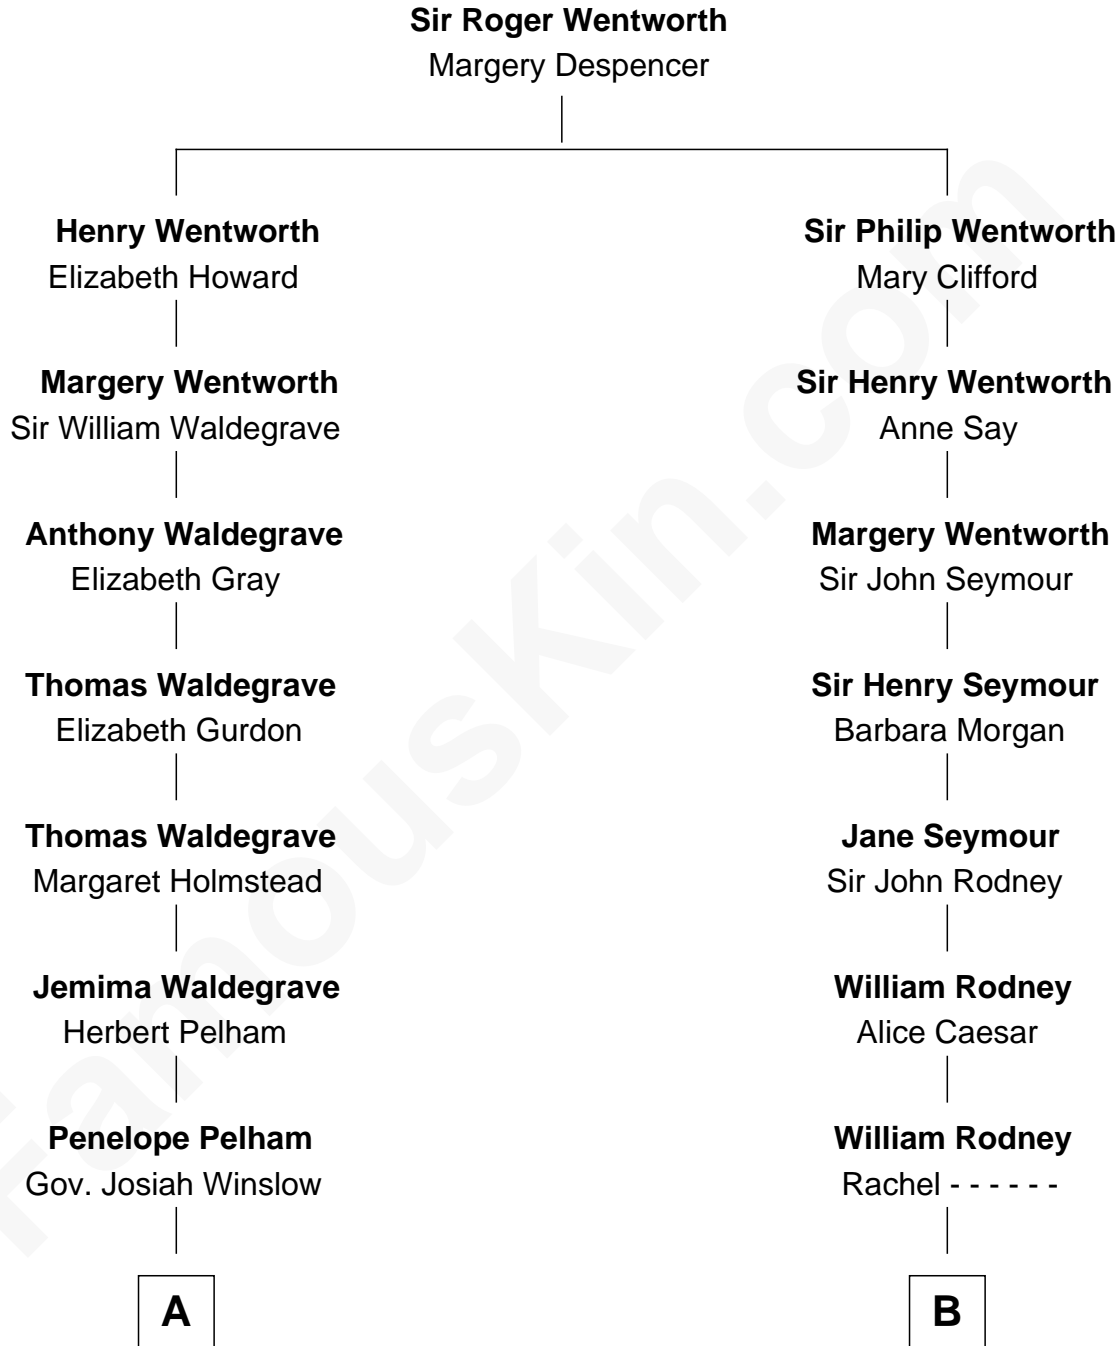 Sir Roger Wentworth
Margery Despencer
Henry Wentworth
Elizabeth Howard
Margery Wentworth
Sir William Waldegrave
Anthony Waldegrave
Elizabeth Gray
Thomas Waldegrave
Elizabeth Gurdon
Thomas Waldegrave
Margaret Holmstead
Jemima Waldegrave
Herbert Pelham
Penelope Pelham
Gov. Josiah Winslow
A
Sir Philip Wentworth
Mary Clifford
Sir Henry Wentworth
Anne Say
Margery Wentworth
Sir John Seymour
Sir Henry Seymour
Barbara Morgan
Jane Seymour
Sir John Rodney
William Rodney
Alice Caesar
William Rodney
Rachel - - - - - -
B
FamousKin.com